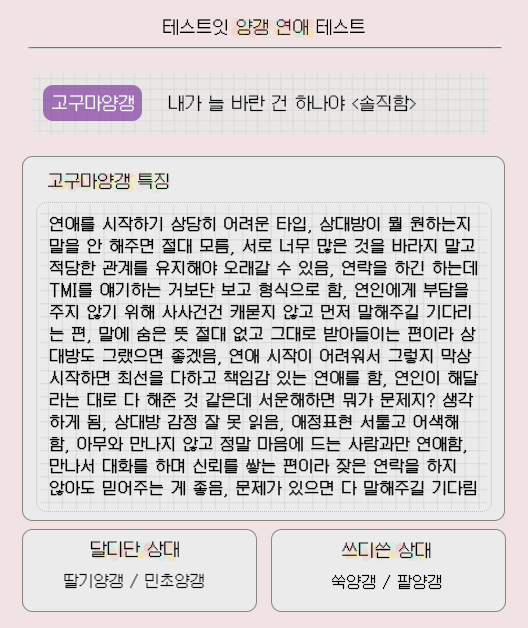 테스트잇 양갱 연애 테스트
고구마양갱 내가 늘 바란 건 하나야 <솔직함>
고구마양갱 특징
연애를 시작하기 상당히 어려운 타입, 상대방이 뭘 원하는지
말을 안 해주면 절대 모름, 서로 너무 많은 것을 바라지 말고
적당한 관계를 유지해야 오래갈 수 있음, 연락을 하긴 하는데
TMI를 얘기하는 거보단 보고 형식으로 함, 연인에게 부담을
주지 않기 위해 사사건건 캐묻지 않고 먼저 말해주길 기다리
는 편, 말에 숨은 뜻 절대 없고 그대로 받아들이는 편이라 상
대방도 그랬으면 좋겠음, 연애 시작이 어려워서 그렇지 막상
시작하면 최선을 다하고 책임감 있는 연애를 함, 연인이 해달
라는 대로 다 해준 것 같은데 서운해하면 뭐가 문제지? 생각
하게 됨, 상대방 감정 잘 못 읽음, 애정표현 서툴고 어색해
함, 아무와 만나지 않고 정말 마음에 드는 사람과만 연애함,
만나서 대화를 하며 신뢰를 쌓는 편이라 잦은 연락을 하지
않아도 믿어주는 게 좋음, 문제가 있으면 다 말해주길 기다림
달디단 상대
딸기양갱 / 민초양갱
쓰디쓴 상대
쑥양갱 / 팥양갱